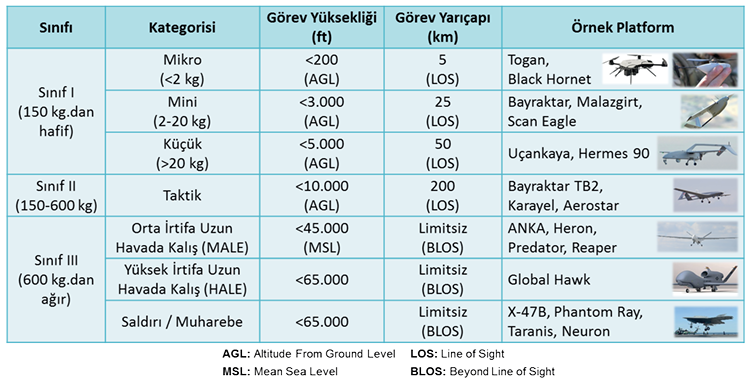 Sınıfı Kategorisi Görev Yüksekliği (ft) Görev Yarıçapı (km) Örnek Platform
Sınıf I
(150 kg.dan
hafif)
Mikro
(<2 kg)
<200
(AGL)
5
(LOS)
Togan,
Black Hornet
Mini
(2-20 kg)
<3.000
(AGL)
25
(LOS)
Bayraktar, Malazgirt,
Scan Eagle
Küçük
(>20 kg)
<5.000
(AGL)
50
(LOS)
Uçankaya, Hermes 90
Sınıf II
(150-600 kg)
Taktik
<10.000
(AGL)
200
(LOS)
Bayraktar TB2,
Karayel, Aerostar
Sınıf III
(600 kg.dan
ağır)
Orta İrtifa Uzun
Havada Kalış (MALE)
<45.000
(MSL)
Limitsiz
(BLOS)
ANKA, Heron,
Predator, Reaper
Yüksek İrtifa Uzun
Havada Kalış (HALE)
<65.000
Limitsiz
(BLOS)
Global Hawk
Saldırı / Muharebe
<65.000
Limitsiz
(BLOS)
X-47B, Phantom Ray,
Taranis, Neuron
AGL: Altitude From Ground Level LOS: Line of Sight
MSL: Mean Sea Level BLOS: Beyond Line of Sight